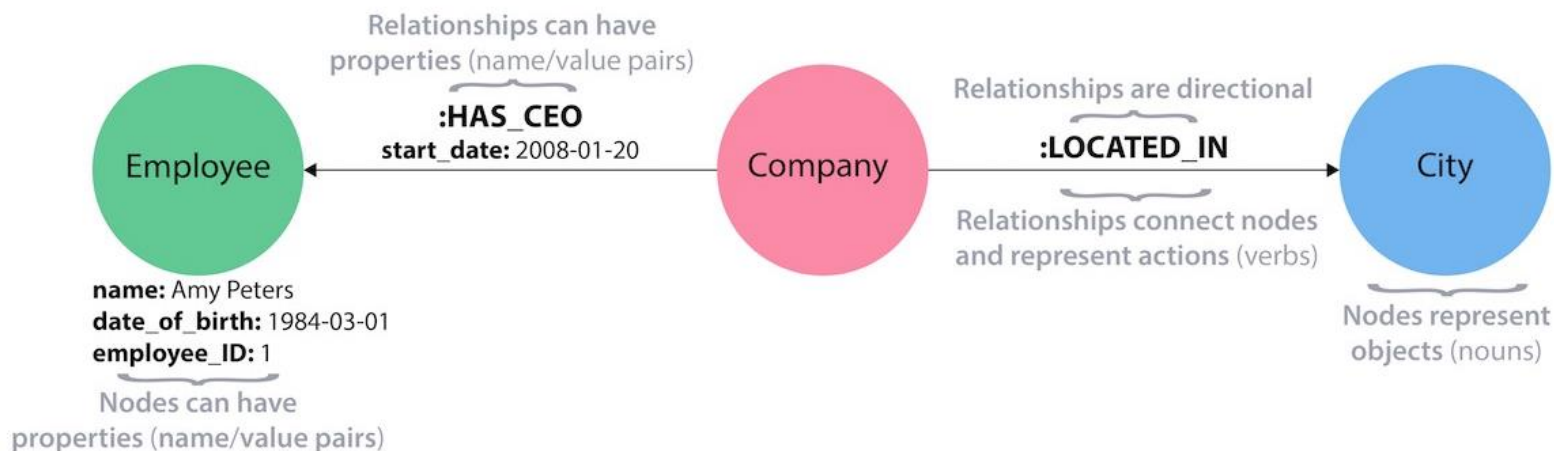 Relationships can have
properties (name/value pairs)
:HAS_CEO
start_date: 2008-01-20
Employee
name: Amy Peters
date_of_birth: 1984-03-01
employee_ID: 1
Nodes can have
properties (name/value pairs)
Company
Relationships are directional
:LOCATED_IN
Relationships connect nodes
and represent actions (verbs)
City
Nodes represent
objects (nouns)